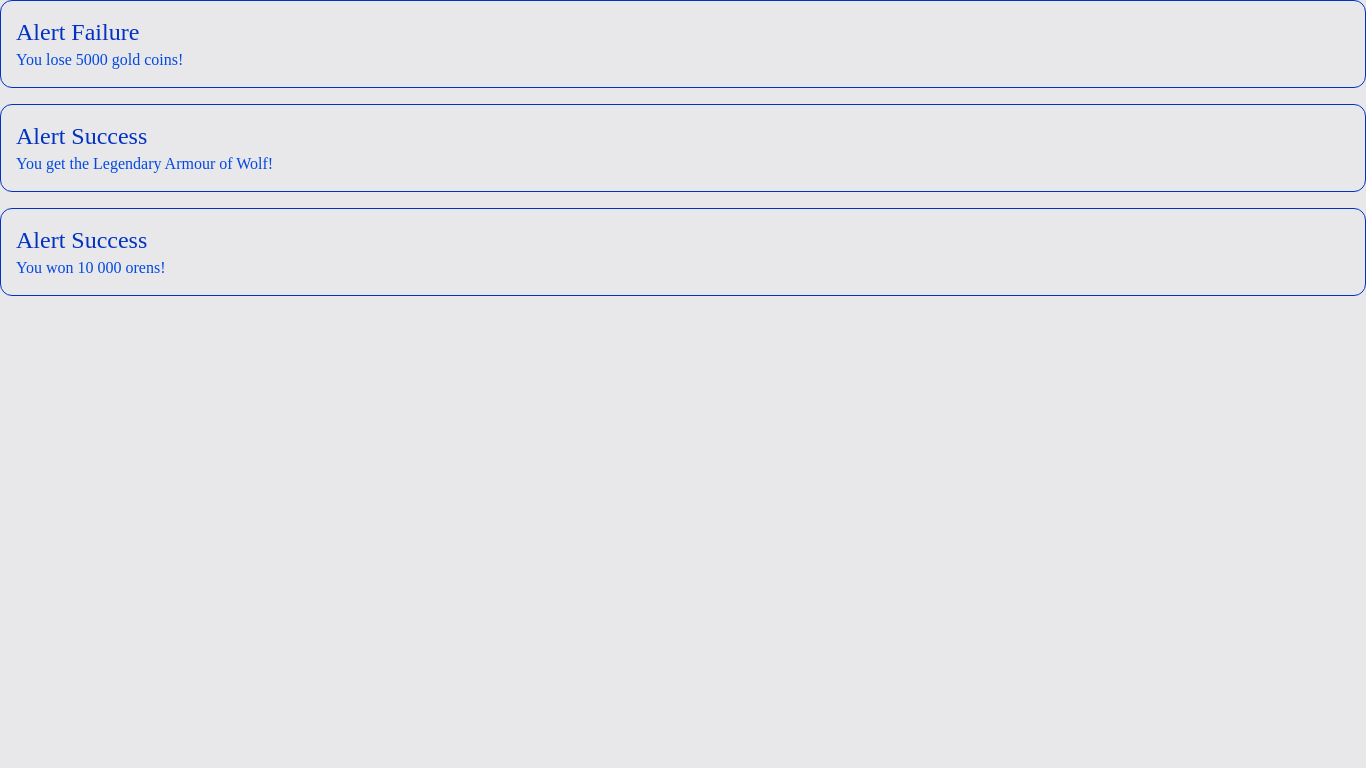 Alert Failure
You lose 5000 gold coins!
Alert Success
You get the Legendary Armour of Wolf!
Alert Success
You won 10 000 orens!